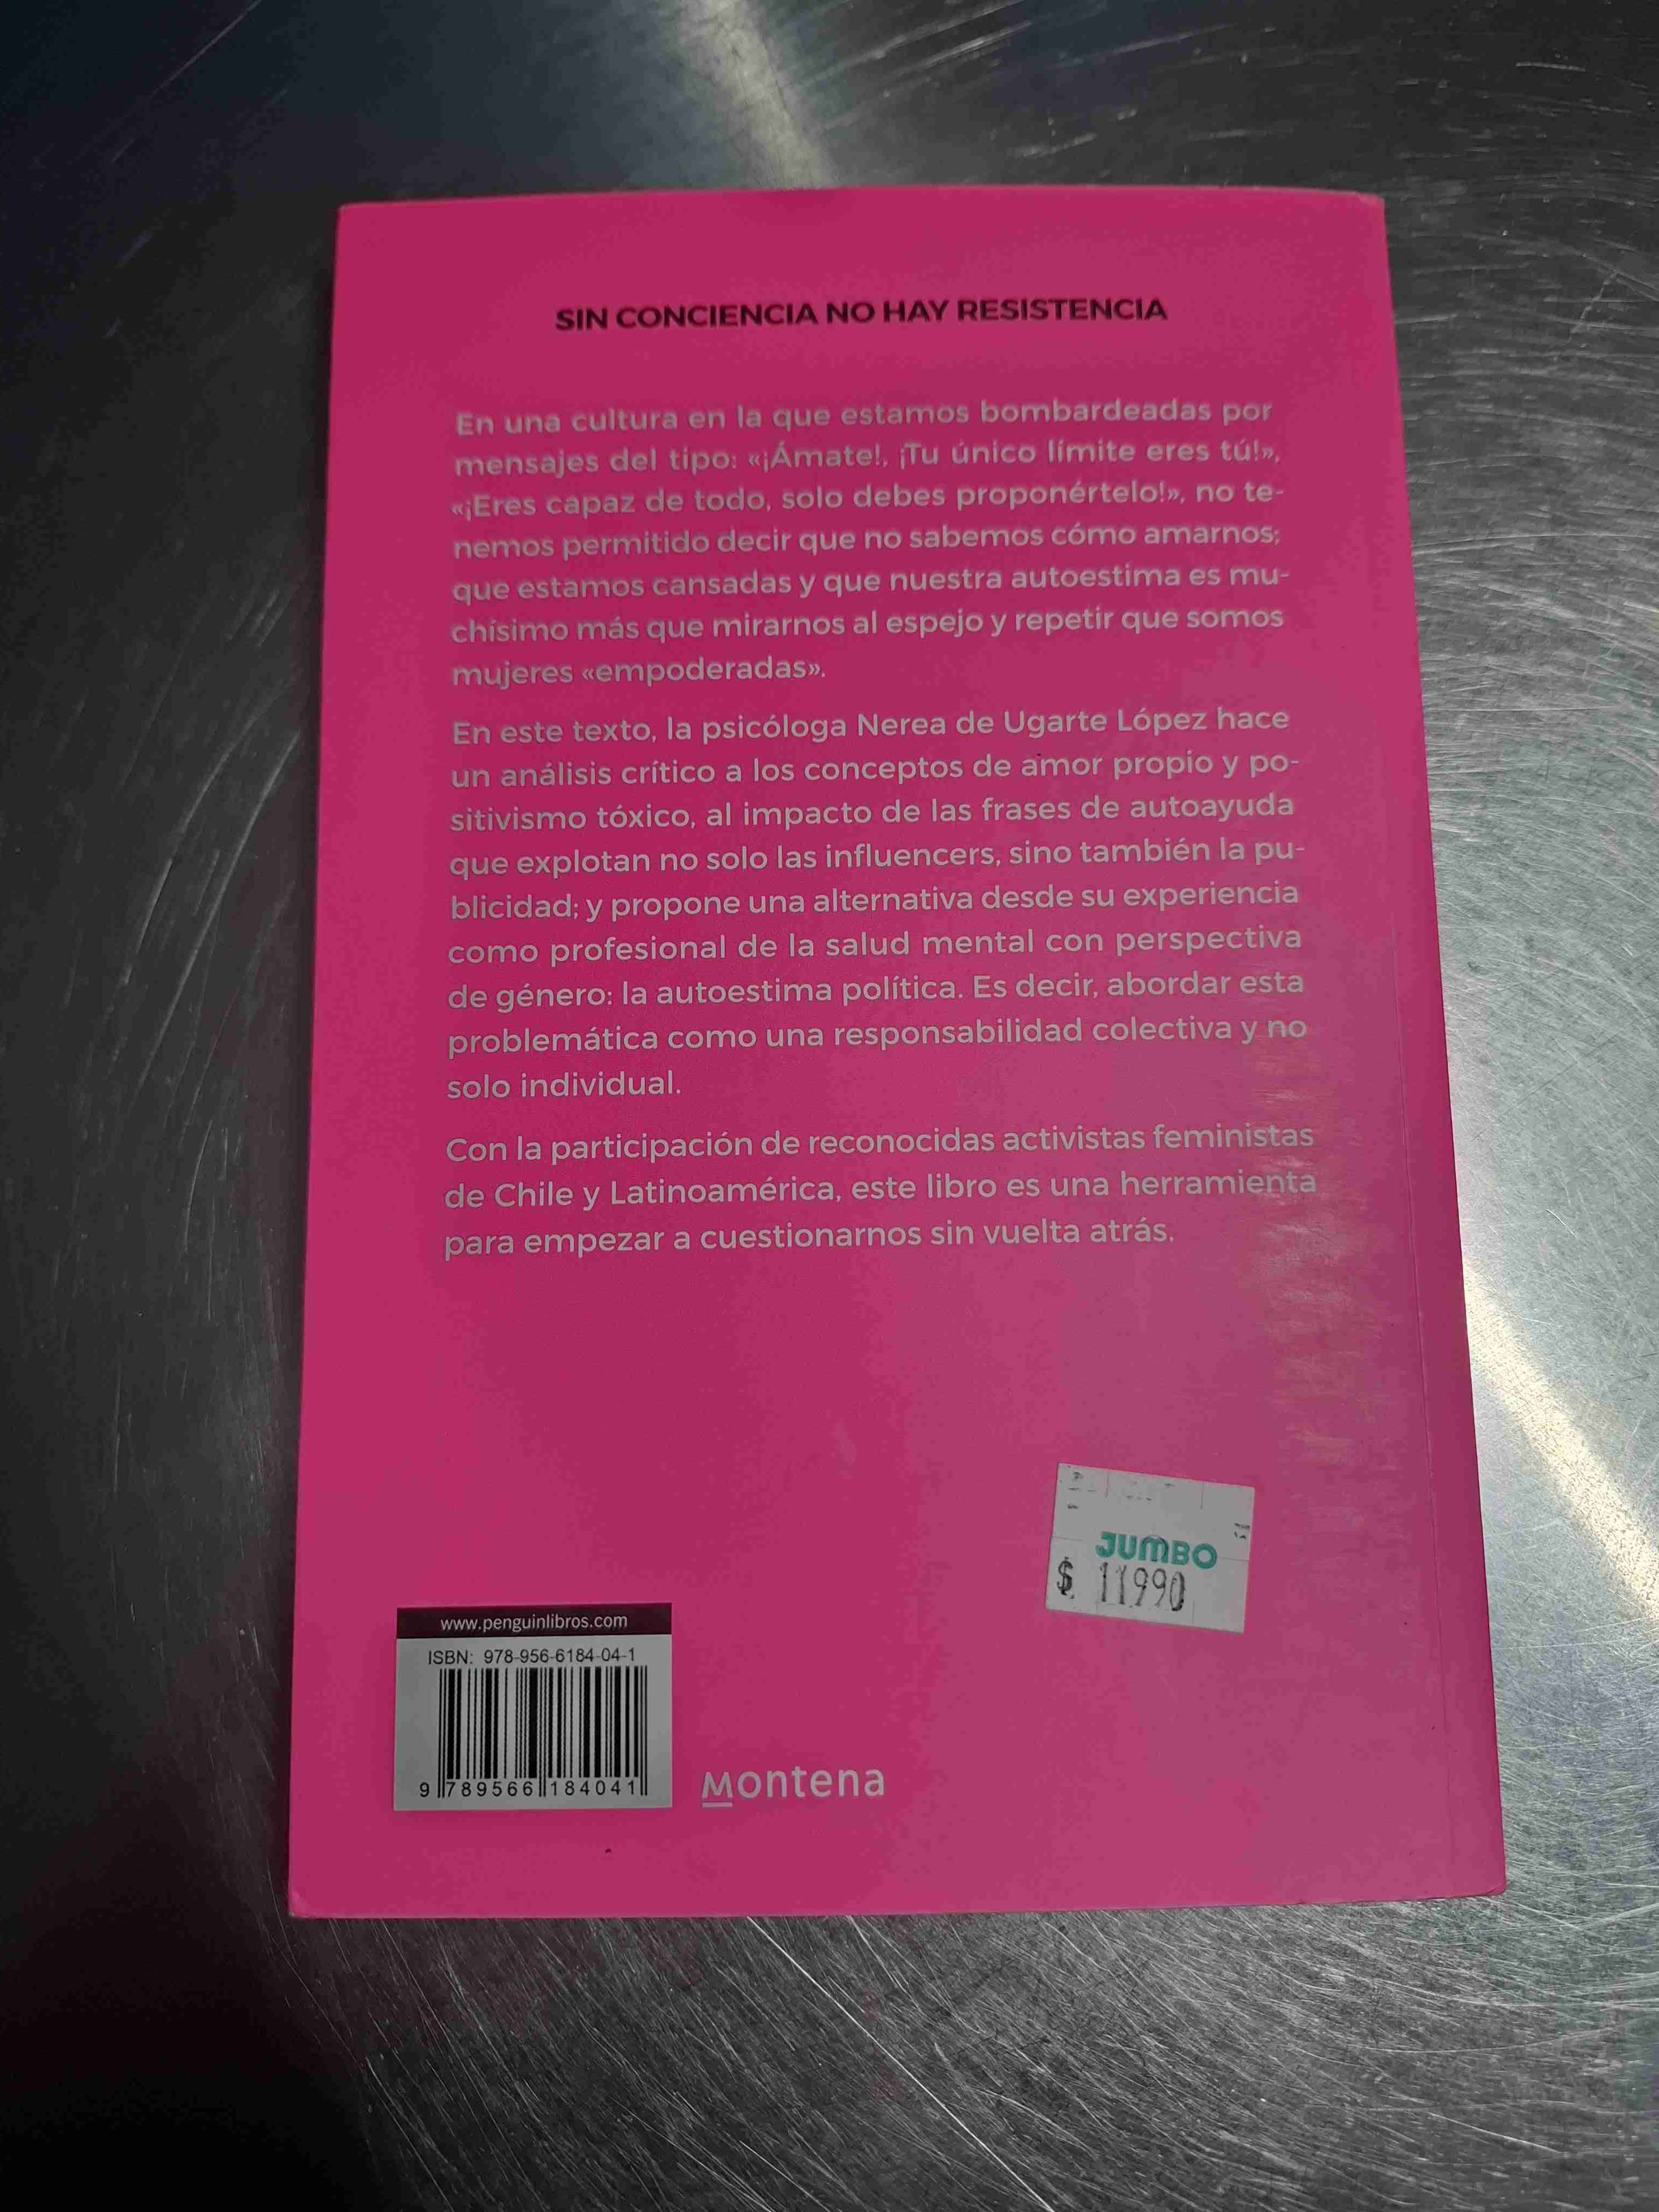 SIN CONCIENCIA NO HAY RESISTENCIA
En una cultura en la que estamos bombardeadas por
mensajes del tipo: «¡Ámate!, ¡Tu único límite eres tú!»,
«¡Eres capaz de todo, solo debes proponértelo!», no te-
nemos permitido decir que no sabemos cómo amarnos;
que estamos cansadas y que nuestra autoestima es mu-
chísimo más que mirarnos al espejo y repetir que somos
mujeres «empoderadas».
En este texto, la psicóloga Nerea de Ugarte López hace
un análisis crítico a los conceptos de amor propio y po-
sitivismo tóxico, al impacto de las frases de autoayuda
que explotan no solo las influencers, sino también la pu-
blicidad; y propone una alternativa desde su experiencia
como profesional de la salud mental con perspectiva
de género: la autoestima política. Es decir, abordar esta
problemática como una responsabilidad colectiva y no
solo individual.
Con la participación de reconocidas activistas feministas
de Chile y Latinoamérica, este libro es una herramienta
para empezar a cuestionarnos sin vuelta atrás.
JUMBO
$ 11990
www.penguinlibros.com
ISBN: 978-956-6184-04-1
9 789566 184041
Montena